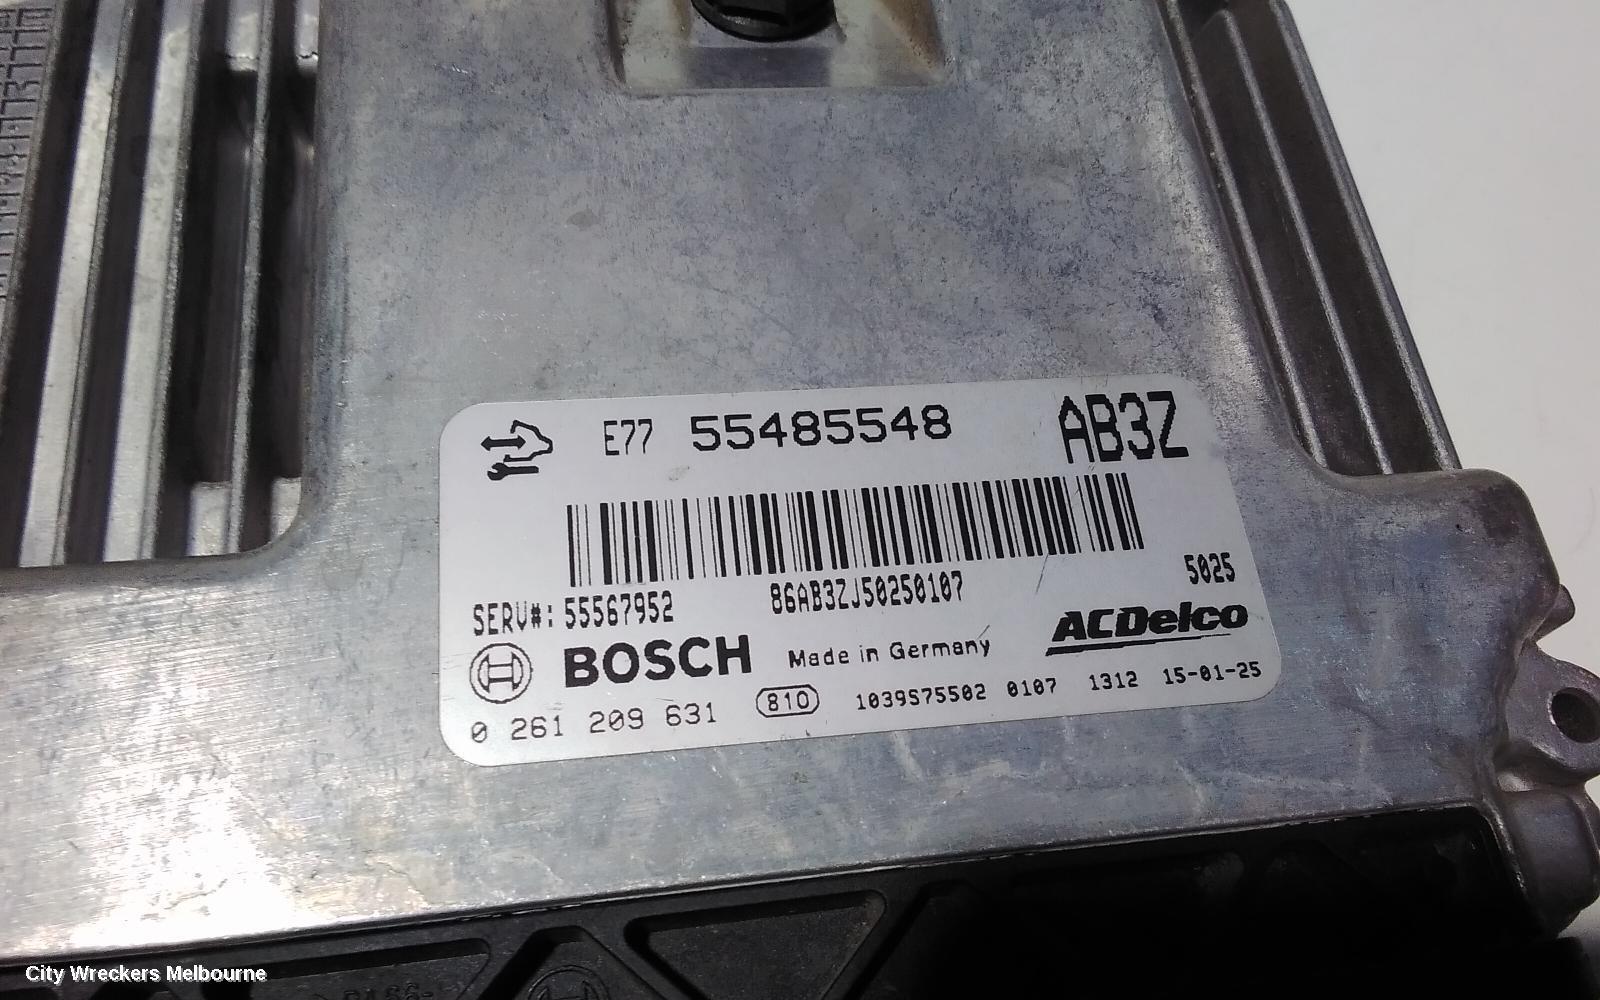 E77 55485548 AB3Z
86AB3ZJ50250107 5025
SERV#: 55567952
BOSCH Made in Germany ACDelco
0 261 209 631 810 1039S75502 0107 1312 15-01-25
City Wreckers Melbourne